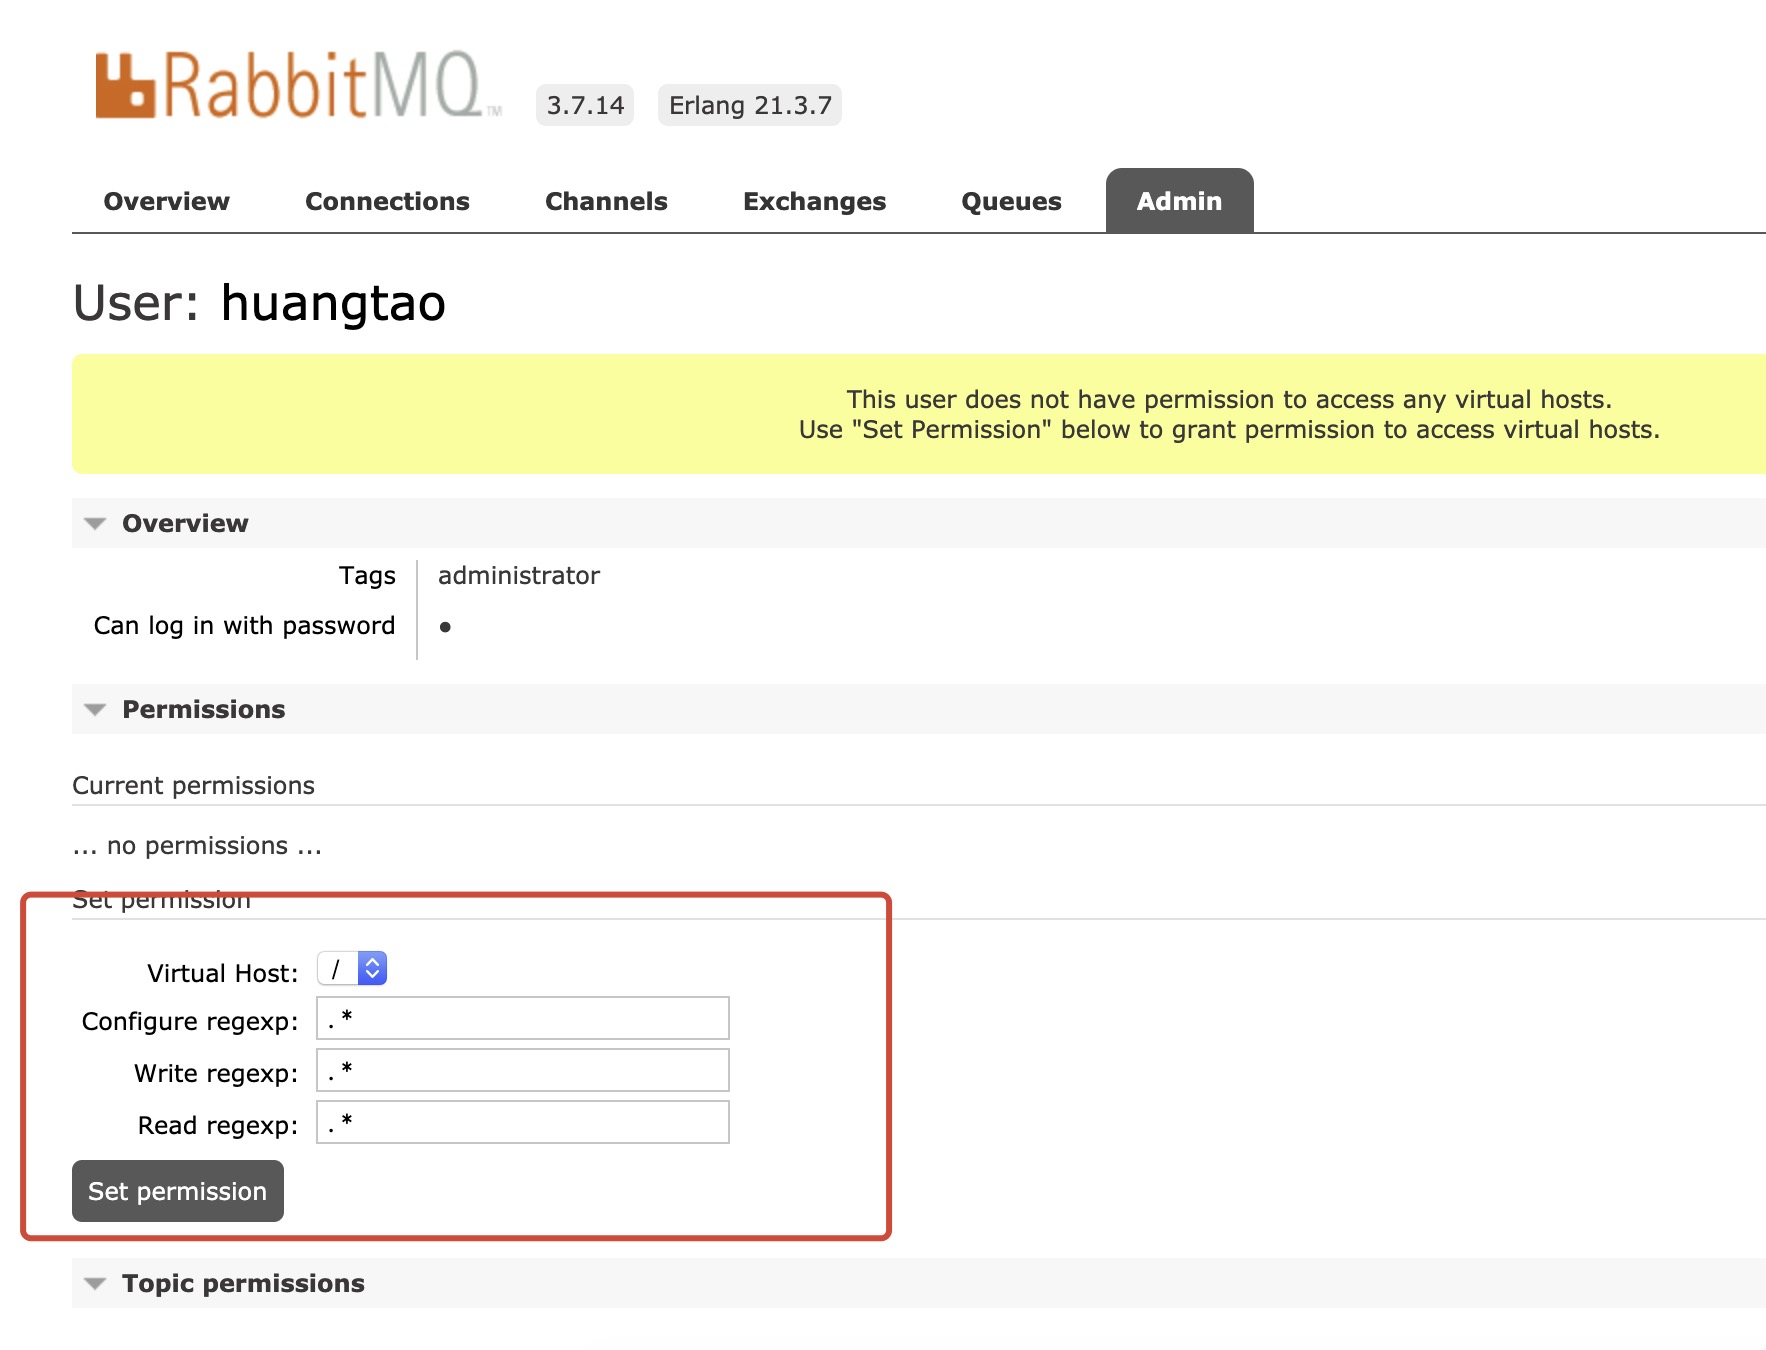 RabbitMQ TM 3.7.14 Erlang 21.3.7
Overview Connections Channels Exchanges Queues Admin
User: huangtao
This user does not have permission to access any virtual hosts.
Use "Set Permission" below to grant permission to access virtual hosts.
Overview
Tags administrator
Can log in with password ●
Permissions
Current permissions
... no permissions ...
Set permission
Virtual Host: /
Configure regexp: .*
Write regexp: .*
Read regexp: .*
Set permission
Topic permissions